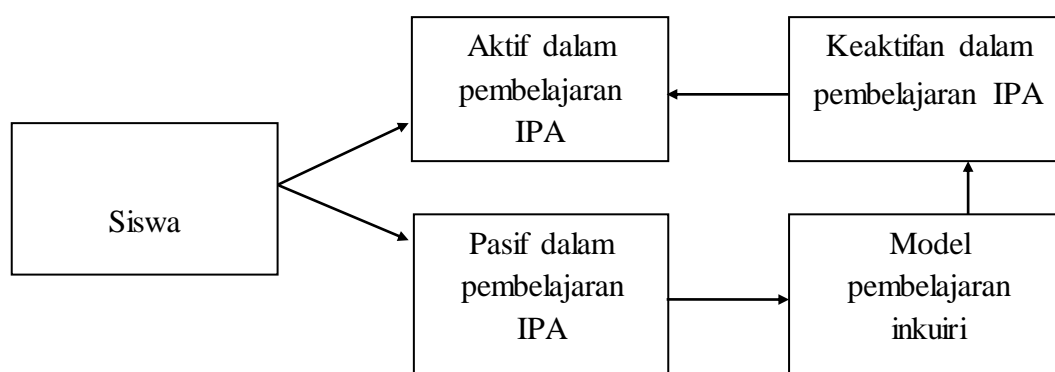 Siswa
Aktif dalam
pembelajaran
IPA
Keaktifan dalam
pembelajaran IPA
Pasif dalam
pembelajaran
IPA
Model
pembelajaran
inkuiri